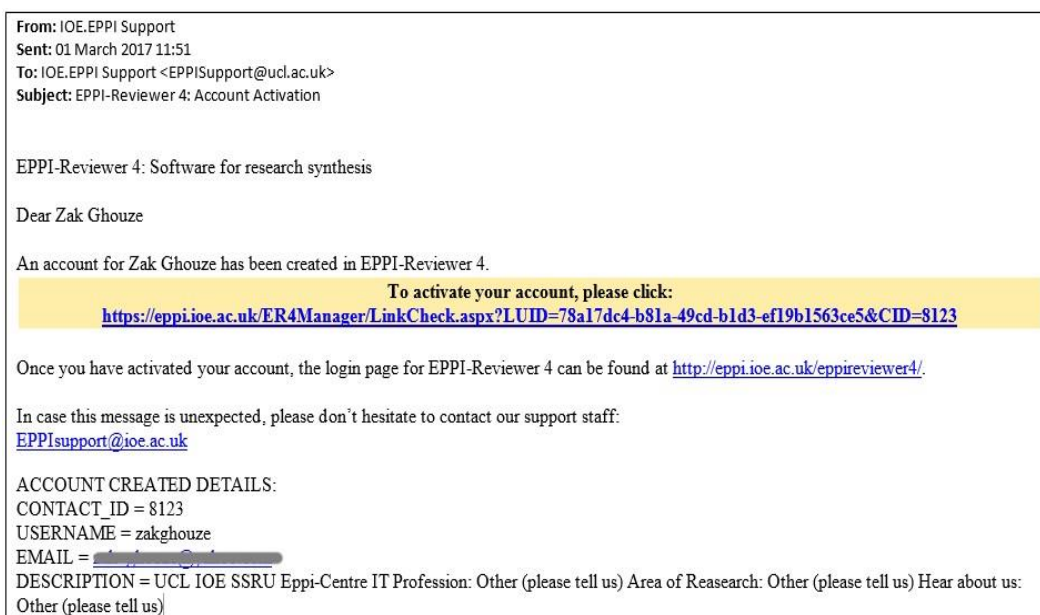 From: IOE.EPPI Support
Sent: 01 March 2017 11:51
To: IOE.EPPI Support <EPPISupport@ucl.ac.uk>
Subject: EPPI-Reviewer 4: Account Activation
EPPI-Reviewer 4: Software for research synthesis
Dear Zak Ghouze
An account for Zak Ghouze has been created in EPPI-Reviewer 4.
To activate your account, please click:
https://eppi.ioe.ac.uk/ER4Manager/LinkCheck.aspx?LUID=78a17dc4-b81a-49cd-b1d3-ef19b1563ce5&CID=8123
Once you have activated your account, the login page for EPPI-Reviewer 4 can be found at http://eppi.ioe.ac.uk/eppireviewer4/.
In case this message is unexpected, please don’t hesitate to contact our support staff:
EPPIsupport@ioe.ac.uk
ACCOUNT CREATED DETAILS:
CONTACT_ID = 8123
USERNAME = zakghouze
EMAIL =
DESCRIPTION = UCL IOE SSRU Eppi-Centre IT Profession: Other (please tell us) Area of Reasearch: Other (please tell us) Hear about us:
Other (please tell us)